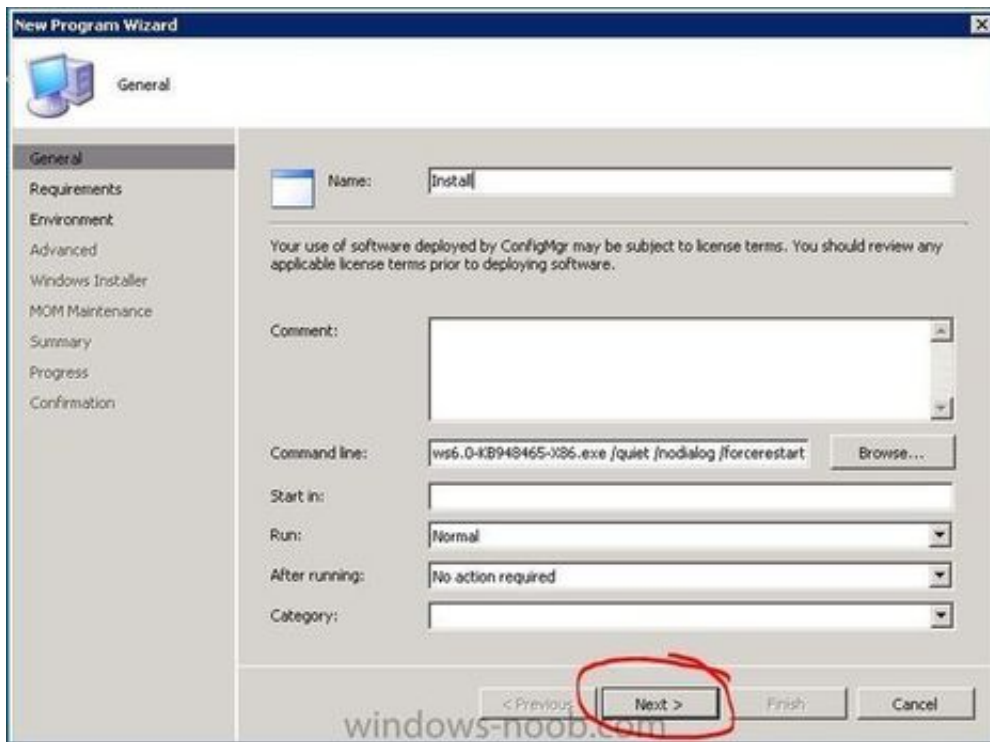 New Program Wizard
General
General
Requirements
Environment
Advanced
Windows Installer
MOM Maintenance
Summary
Progress
Confirmation
Name:
Install
Your use of software deployed by ConfigMgr may be subject to license terms. You should review any
applicable license terms prior to deploying software.
Comment:
Command line:
ws6.0-KB948465-X86.exe /quiet /nodialog /forcerestart
Browse...
Start in:
Run:
Normal
After running:
No action required
Category:
< Previous
Next >
Finish
Cancel
windows-noob.com